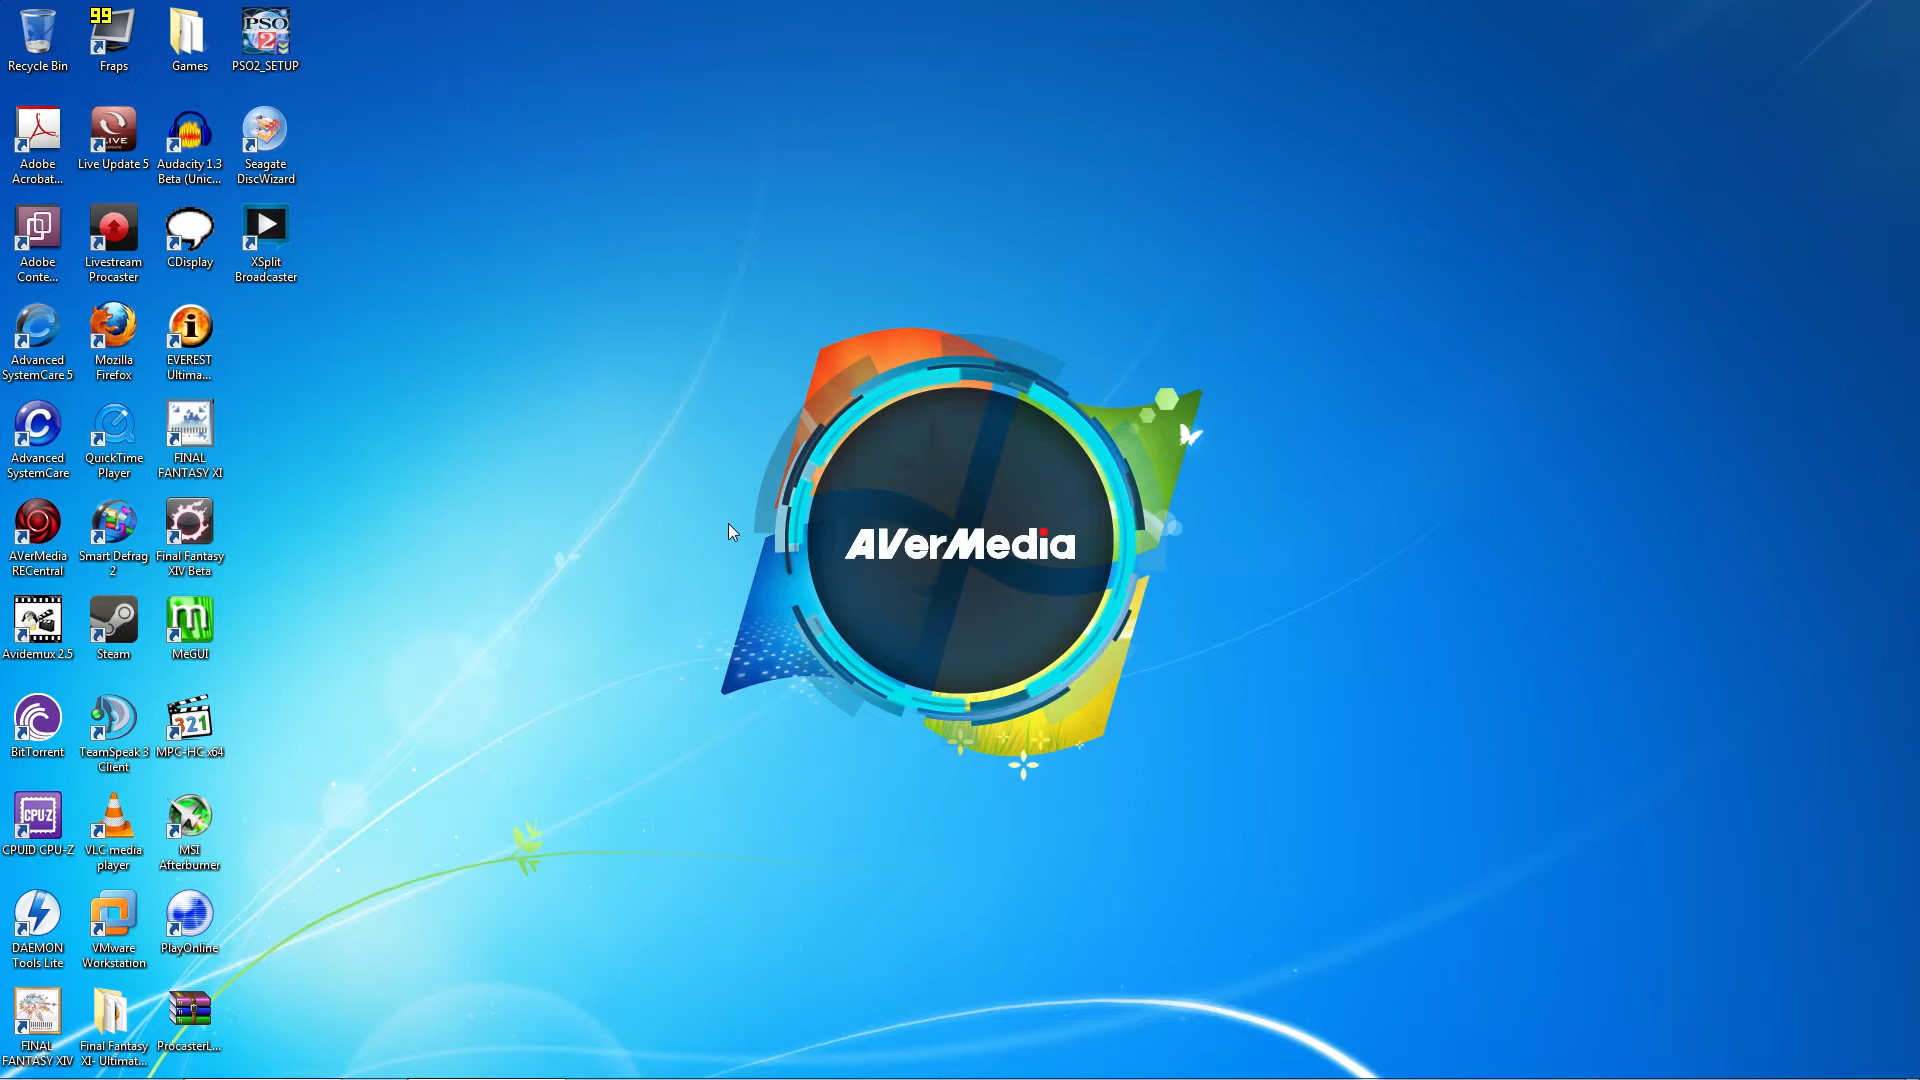 99
Recycle Bin
Fraps
Games
PSO
2
PSO2_SETUP
Adobe
Acrobat...
LIVE
Live Update 5
Audacity 1.3
Beta (Unic...
Seagate
DiscWizard
Adobe
Conte...
Livestream
Procaster
CDisplay
XSplit
Broadcaster
Advanced
SystemCare 5
Mozilla
Firefox
EVEREST
Ultima...
Advanced
SystemCare
QuickTime
Player
FINAL
FANTASY XI
AVerMedia
RECentral
Smart Defrag
2
Final Fantasy
XIV Beta
AVerMedia
Avidemux 2.5
Steam
MeGUI
BitTorrent
TeamSpeak 3
Client
321
MPC-HC x64
CPU-Z
CPUID CPU-Z
VLC media
player
MSI
Afterburner
DAEMON
Tools Lite
VMware
Workstation
PlayOnline
FINAL
FANTASY XIV
Final Fantasy
XI- Ultimat...
ProcasterL...